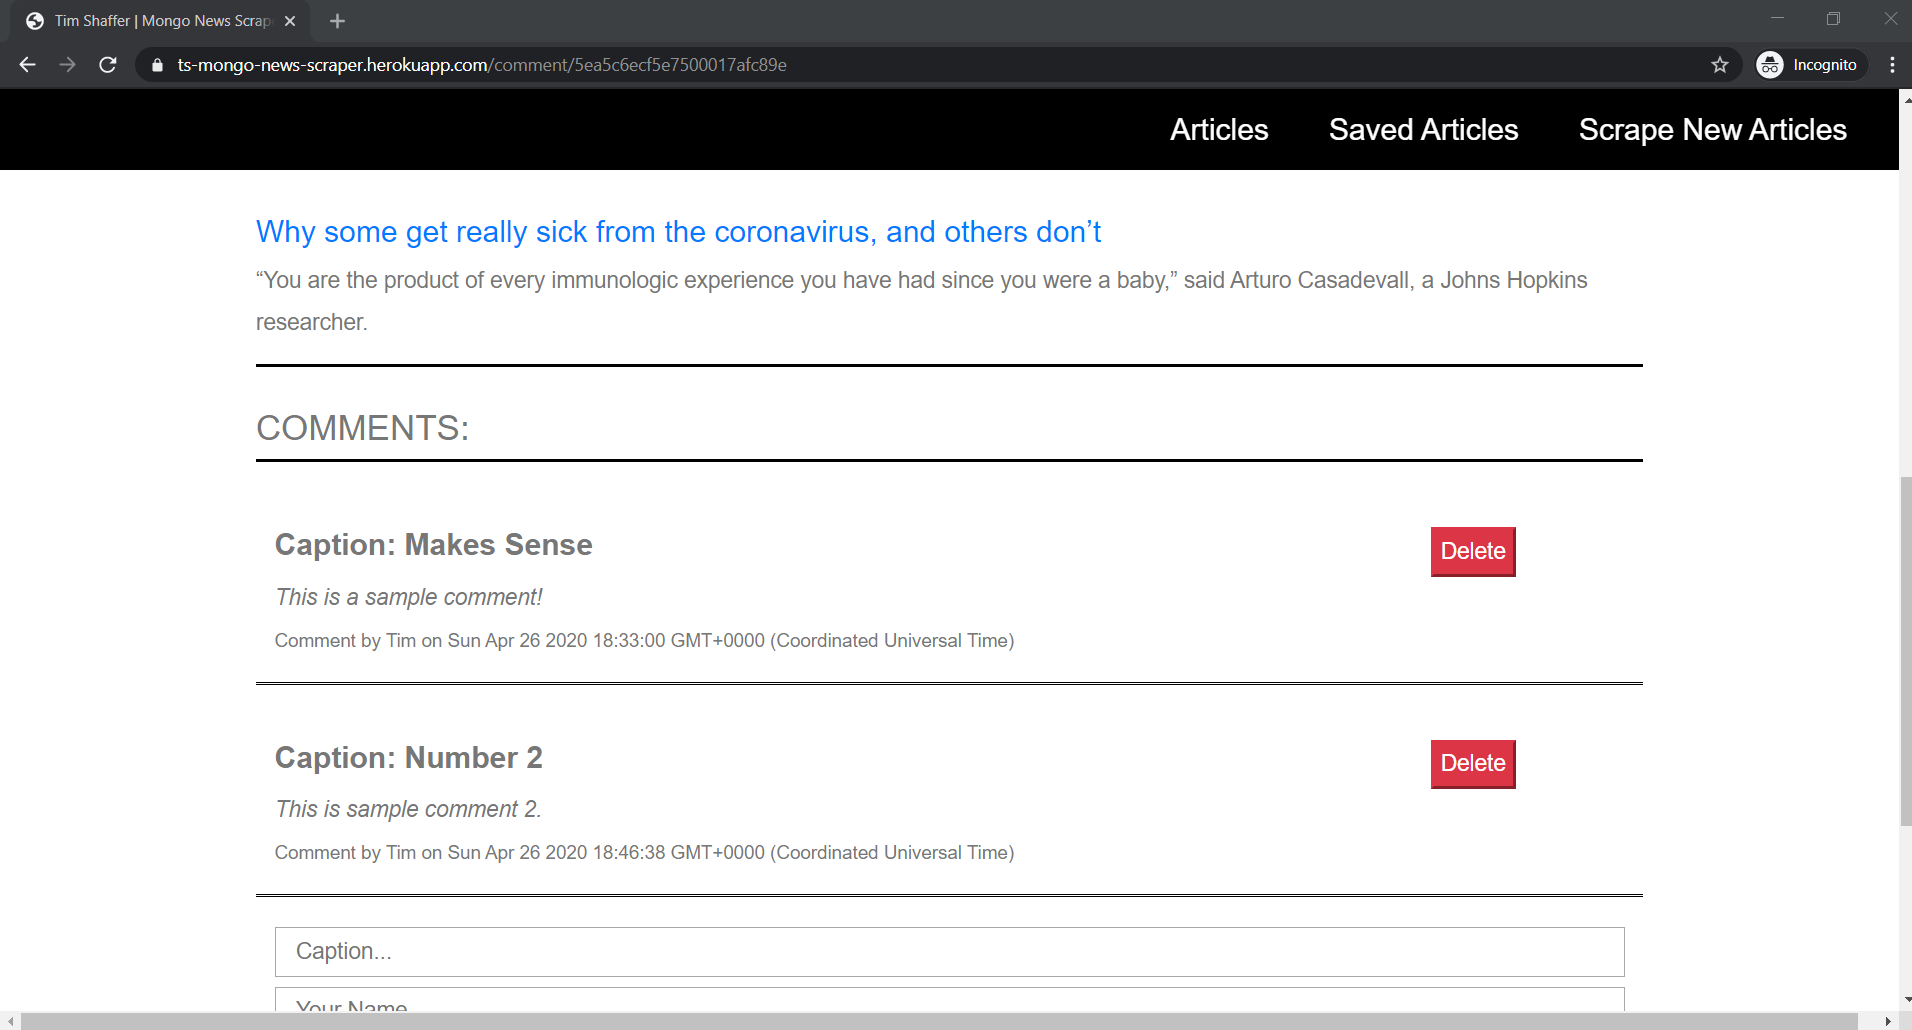 Tim Shaffer | Mongo News Scrap
ts-mongo-news-scraper.herokuapp.com/comment/5ea5c6ecf5e7500017afc89e
Incognito
Articles Saved Articles Scrape New Articles
Why some get really sick from the coronavirus, and others don’t
“You are the product of every immunologic experience you have had since you were a baby,” said Arturo Casadevall, a Johns Hopkins
researcher.
COMMENTS:
Caption: Makes Sense
Delete
This is a sample comment!
Comment by Tim on Sun Apr 26 2020 18:33:00 GMT+0000 (Coordinated Universal Time)
Caption: Number 2
Delete
This is sample comment 2.
Comment by Tim on Sun Apr 26 2020 18:46:38 GMT+0000 (Coordinated Universal Time)
Caption...
Your Name